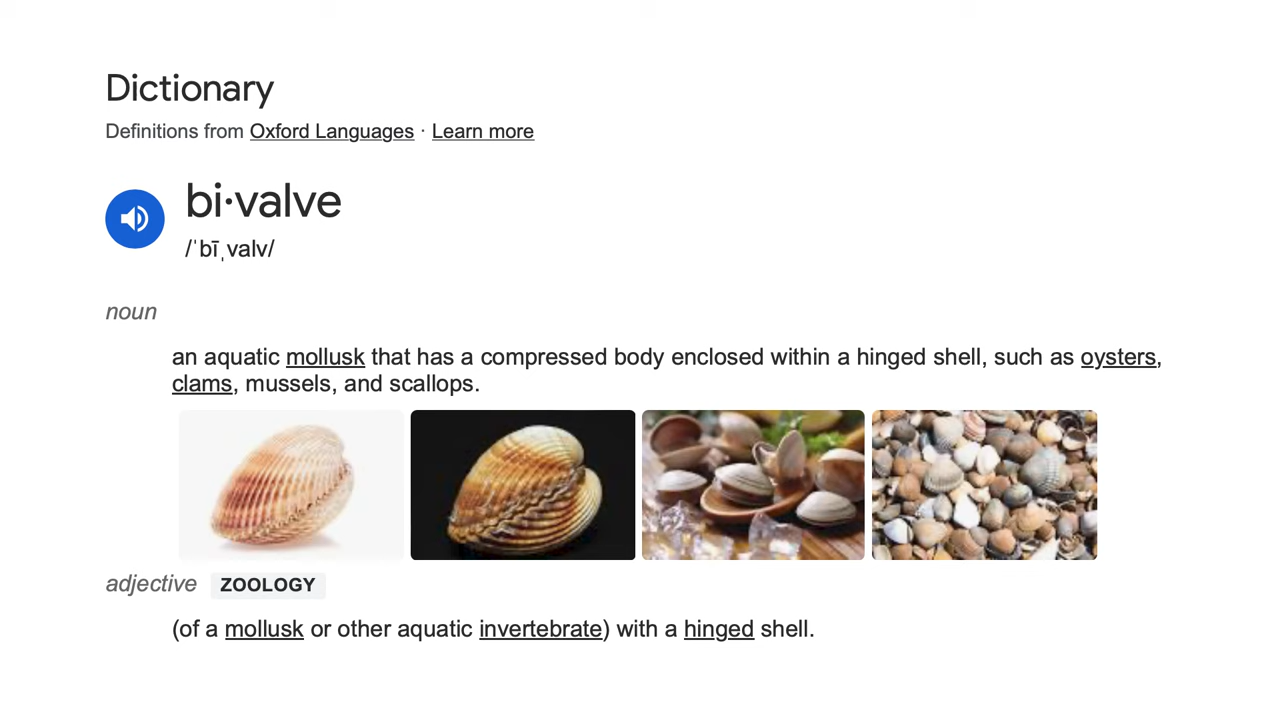 Dictionary
Definitions from Oxford Languages · Learn more
bi·valve
/ˈbīˌvalv/
noun
an aquatic mollusk that has a compressed body enclosed within a hinged shell, such as oysters,
clams, mussels, and scallops.
adjective ZOOLOGY
(of a mollusk or other aquatic invertebrate) with a hinged shell.